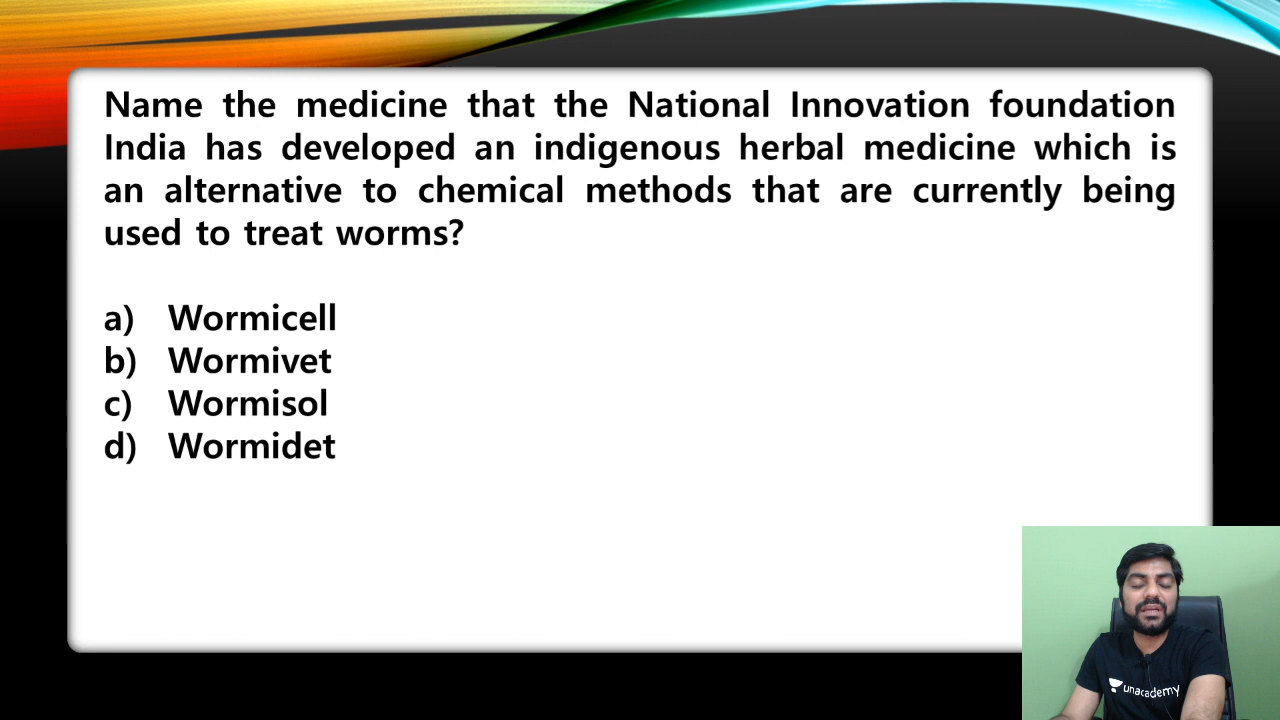 Name the medicine that the National Innovation foundation
India has developed an indigenous herbal medicine which is
an alternative to chemical methods that are currently being
used to treat worms?
a) Wormicell
b) Wormivet
c) Wormisol
d) Wormidet
unacademy